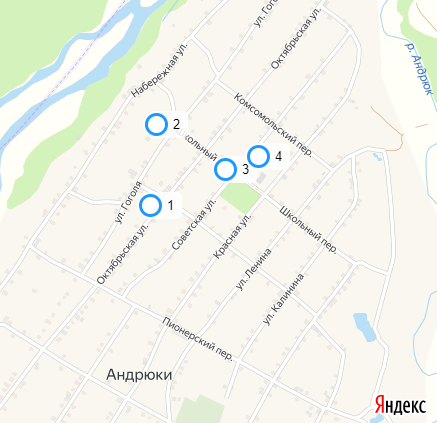 ул. Гоголя
Октябрьская ул.
р. Андрюк
Набережная ул.
Комсомольский пер.
2
кольный
4
3
1
ул. Гоголя
Советская ул.
Школьный пер.
Красная ул.
Октябрьская ул.
ул. Ленина
ул. Калинина
Пионерский пер.
Андрюки
Яндекс